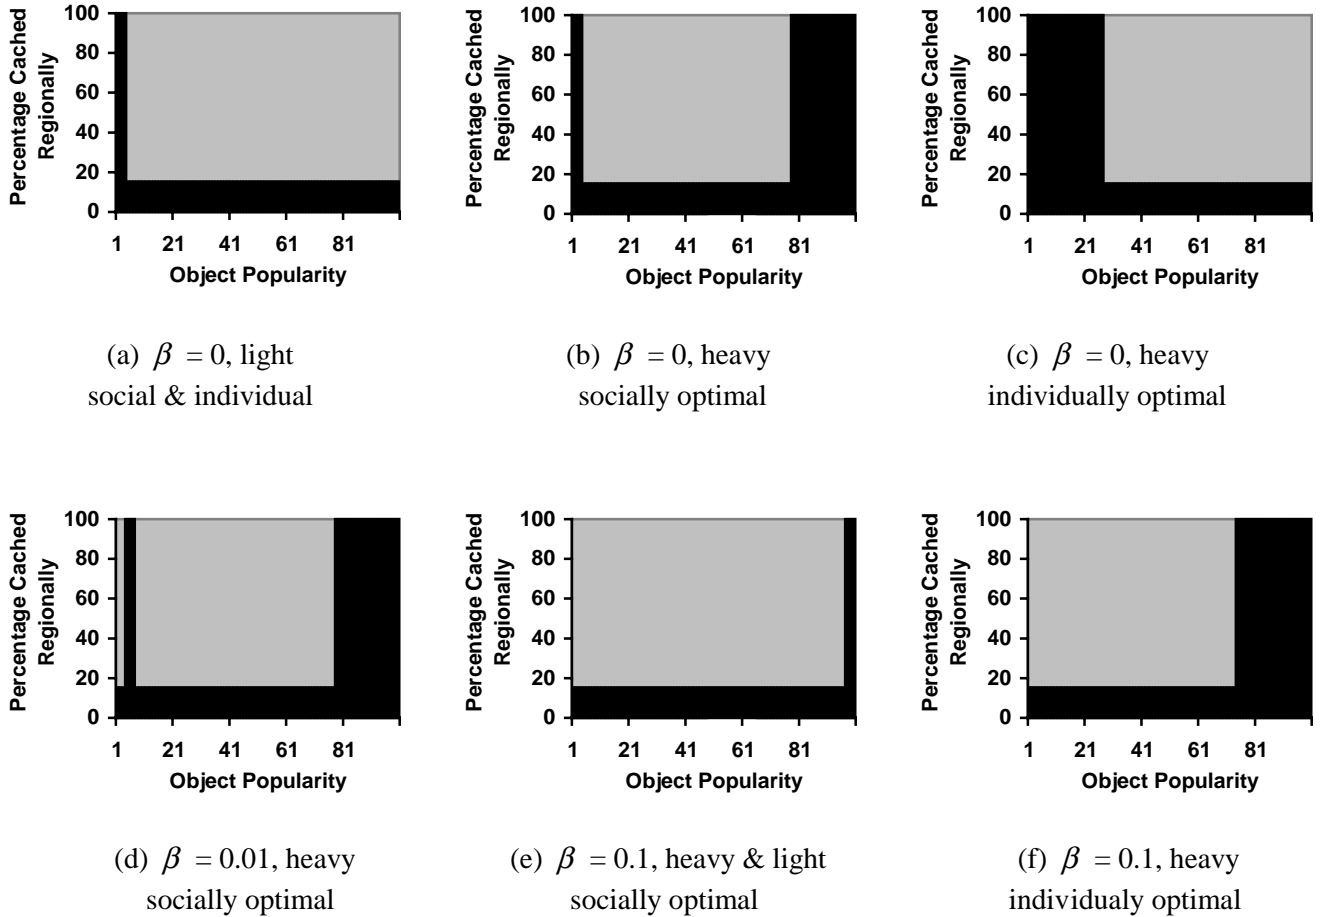 Percentage Cached
Regionally
100
80
60
40
20
0
1 21 41 61 81
Object Popularity
(a) β = 0, light
social & individual
Percentage Cached
Regionally
100
80
60
40
20
0
1 21 41 61 81
Object Popularity
(b) β = 0, heavy
socially optimal
Percentage Cached
Regionally
100
80
60
40
20
0
1 21 41 61 81
Object Popularity
(c) β = 0, heavy
individually optimal
Percentage Cached
Regionally
100
80
60
40
20
0
1 21 41 61 81
Object Popularity
(d) β = 0.01, heavy
socially optimal
Percentage Cached
Regionally
100
80
60
40
20
0
1 21 41 61 81
Object Popularity
(e) β = 0.1, heavy & light
socially optimal
Percentage Cached
Regionally
100
80
60
40
20
0
1 21 41 61 81
Object Popularity
(f) β = 0.1, heavy
individualy optimal